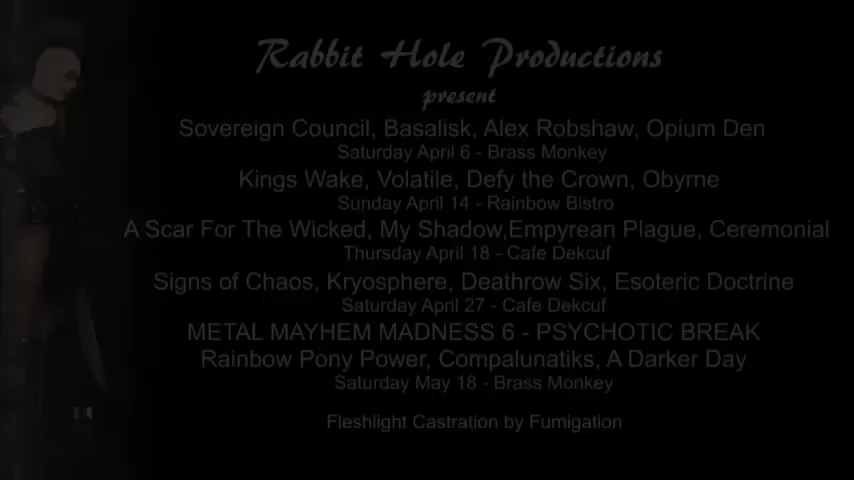 Rabbit Hole Productions
present
Sovereign Council, Basalisk, Alex Robshaw, Opium Den
Saturday April 6 - Brass Monkey
Kings Wake, Volatile, Defy the Crown, Obyrne
Sunday April 14 - Rainbow Bistro
A Scar For The Wicked, My Shadow,Empyrean Plague, Ceremonial
Thursday April 18 - Cafe Dekcuf
Signs of Chaos, Kryosphere, Deathrow Six, Esoteric Doctrine
Saturday April 27 - Cafe Dekcuf
METAL MAYHEM MADNESS 6 - PSYCHOTIC BREAK
Rainbow Pony Power, Compalunatiks, A Darker Day
Saturday May 18 - Brass Monkey
Fleshlight Castration by Fumigation